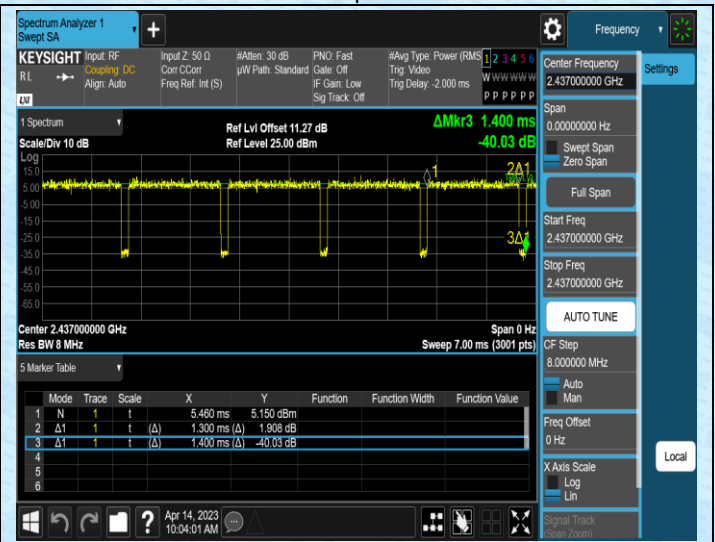 Spectrum Analyzer 1
Swept SA
+
Frequency
KEYSIGHT
RL
LXI
Input: RF
Coupling: DC
Align: Auto
Input Z: 50 Ω
Corr CCorr
Freq Ref: Int (S)
#Atten: 30 dB
µW Path: Standard
PNO: Fast
Gate: Off
IF Gain: Low
Sig Track: Off
#Avg Type: Power (RMS
Trig: Video
Trig Delay: -2.000 ms
1 2 3 4 5 6
W W W W W W
P P P P P P
1 Spectrum
Scale/Div 10 dB
Ref Lvl Offset 11.27 dB
Ref Level 25.00 dBm
ΔMkr3 1.400 ms
-40.03 dB
Log
15.0
5.00
-5.00
-15.0
-25.0
-35.0
-45.0
-55.0
-65.0
1
2Δ1
3Δ1
Center 2.437000000 GHz
Res BW 8 MHz
Span 0 Hz
Sweep 7.00 ms (3001 pts)
5 Marker Table
Mode Trace Scale X Y Function Function Width Function Value
1 N 1 t 5.460 ms 5.150 dBm
2 Δ1 1 t (Δ) 1.300 ms (Δ) 1.908 dB
3 Δ1 1 t (Δ) 1.400 ms (Δ) -40.03 dB
4
5
6
?
Apr 14, 2023
10:04:01 AM
Center Frequency
2.437000000 GHz
Span
0.00000000 Hz
Swept Span
Zero Span
Full Span
Start Freq
2.437000000 GHz
Stop Freq
2.437000000 GHz
AUTO TUNE
CF Step
8.000000 MHz
Auto
Man
Freq Offset
0 Hz
X Axis Scale
Log
Lin
Signal Track
(Span Zoom)
Settings
Local